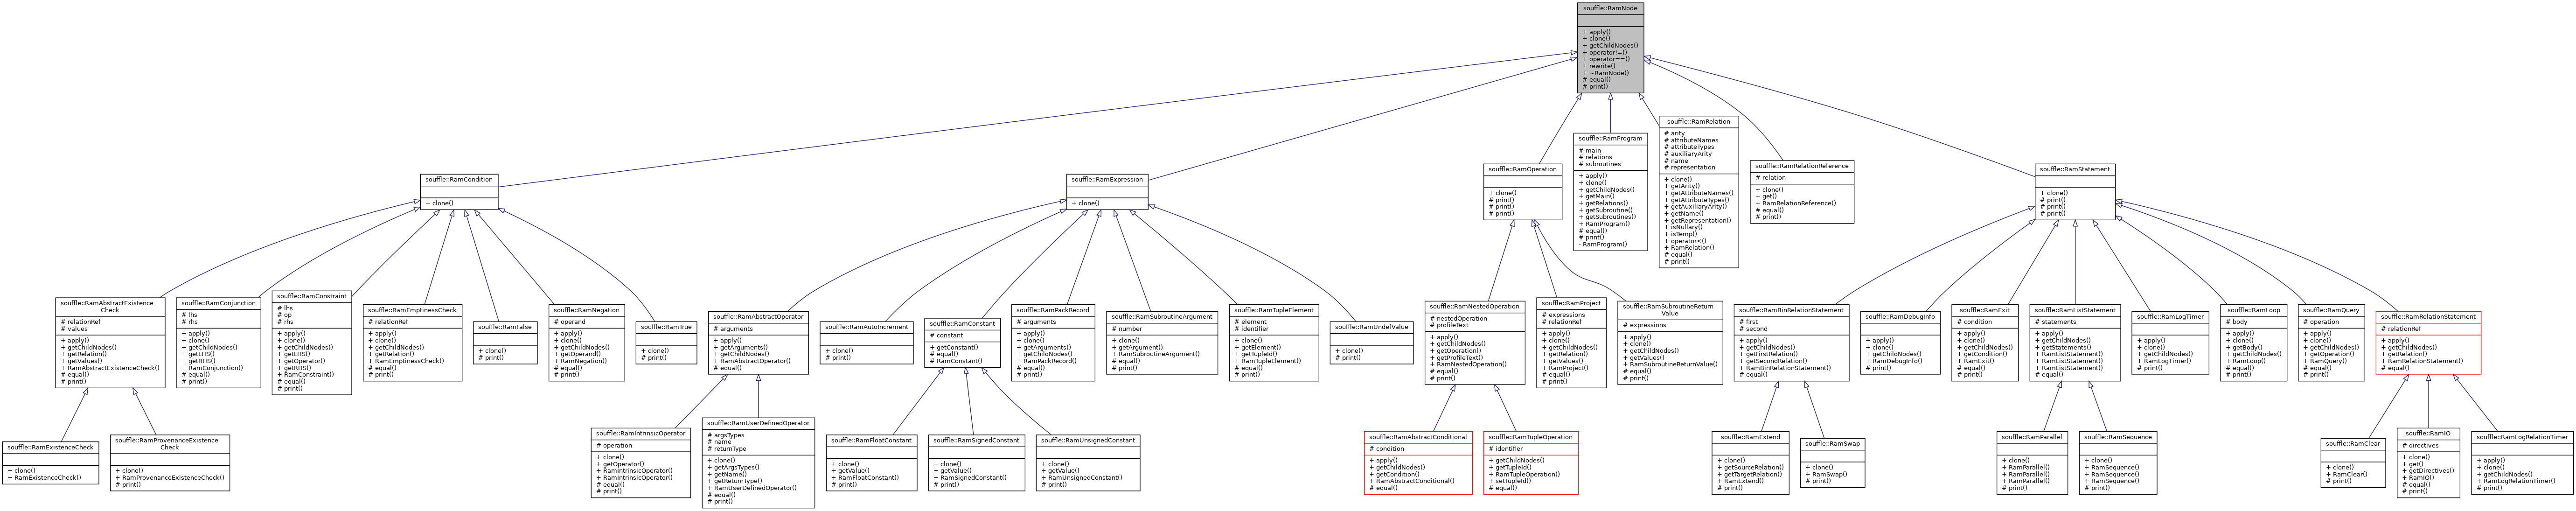 souffle::RamNode
+ apply()
+ clone()
+ getChildNodes()
+ operator!=()
+ operator==()
+ rewrite()
+ ~RamNode()
# equal()
# print()
souffle::RamCondition
+ clone()
souffle::RamExpression
+ clone()
souffle::RamOperation
+ clone()
# print()
# print()
# print()
souffle::RamProgram
# main
# relations
# subroutines
+ apply()
+ clone()
+ getChildNodes()
+ getMain()
+ getRelations()
+ getSubroutine()
+ getSubroutines()
+ RamProgram()
# equal()
# print()
- RamProgram()
souffle::RamRelation
# arity
# attributeNames
# attributeTypes
# auxiliaryArity
# name
# representation
+ clone()
+ getArity()
+ getAttributeNames()
+ getAttributeTypes()
+ getAuxiliaryArity()
+ getName()
+ getRepresentation()
+ isNullary()
+ isTemp()
+ operator<()
+ RamRelation()
# equal()
# print()
souffle::RamRelationReference
# relation
+ clone()
+ get()
+ RamRelationReference()
# equal()
# print()
souffle::RamStatement
+ clone()
# print()
# print()
# print()
souffle::RamAbstractExistence
Check
# relationRef
# values
+ apply()
+ getChildNodes()
+ getRelation()
+ getValues()
+ RamAbstractExistenceCheck()
# equal()
# print()
souffle::RamConjunction
# lhs
# rhs
+ apply()
+ clone()
+ getChildNodes()
+ getLHS()
+ getRHS()
+ RamConjunction()
# equal()
# print()
souffle::RamConstraint
# lhs
# op
# rhs
+ apply()
+ clone()
+ getChildNodes()
+ getLHS()
+ getOperator()
+ getRHS()
+ RamConstraint()
# equal()
# print()
souffle::RamEmptinessCheck
# relationRef
+ apply()
+ clone()
+ getChildNodes()
+ getRelation()
+ RamEmptinessCheck()
# equal()
# print()
souffle::RamFalse
+ clone()
# print()
souffle::RamNegation
# operand
+ apply()
+ clone()
+ getChildNodes()
+ getOperand()
+ RamNegation()
# equal()
# print()
souffle::RamTrue
+ clone()
# print()
souffle::RamAbstractOperator
# arguments
+ apply()
+ getArguments()
+ getChildNodes()
+ RamAbstractOperator()
# equal()
souffle::RamAutoIncrement
+ clone()
# print()
souffle::RamConstant
# constant
+ getConstant()
# equal()
# RamConstant()
souffle::RamPackRecord
# arguments
+ apply()
+ clone()
+ getArguments()
+ getChildNodes()
+ RamPackRecord()
# equal()
# print()
souffle::RamSubroutineArgument
# number
+ clone()
+ getArgument()
+ RamSubroutineArgument()
# equal()
# print()
souffle::RamTupleElement
# element
# identifier
+ clone()
+ getElement()
+ getTupleId()
+ RamTupleElement()
# equal()
# print()
souffle::RamUndefValue
+ clone()
# print()
souffle::RamNestedOperation
# nestedOperation
# profileText
+ apply()
+ getChildNodes()
+ getOperation()
+ getProfileText()
+ RamNestedOperation()
# equal()
# print()
souffle::RamProject
# expressions
# relationRef
+ apply()
+ clone()
+ getChildNodes()
+ getRelation()
+ getValues()
+ RamProject()
# equal()
# print()
souffle::RamSubroutineReturn
Value
# expressions
+ apply()
+ clone()
+ getChildNodes()
+ getValues()
+ RamSubroutineReturnValue()
# equal()
# print()
souffle::RamBinRelationStatement
# first
# second
+ apply()
+ getChildNodes()
+ getFirstRelation()
+ getSecondRelation()
+ RamBinRelationStatement()
# equal()
souffle::RamDebugInfo
+ apply()
+ clone()
+ getChildNodes()
+ RamDebugInfo()
# print()
souffle::RamExit
# condition
+ apply()
+ clone()
+ getChildNodes()
+ getCondition()
+ RamExit()
# equal()
# print()
souffle::RamListStatement
# statements
+ apply()
+ getChildNodes()
+ getStatements()
+ RamListStatement()
+ RamListStatement()
+ RamListStatement()
# equal()
souffle::RamLogTimer
+ apply()
+ clone()
+ getChildNodes()
+ RamLogTimer()
# print()
souffle::RamLoop
# body
+ apply()
+ clone()
+ getBody()
+ getChildNodes()
+ RamLoop()
# equal()
# print()
souffle::RamQuery
# operation
+ apply()
+ clone()
+ getChildNodes()
+ getOperation()
+ RamQuery()
# equal()
# print()
souffle::RamRelationStatement
# relationRef
+ apply()
+ getChildNodes()
+ getRelation()
+ RamRelationStatement()
# equal()
souffle::RamExistenceCheck
+ clone()
+ RamExistenceCheck()
souffle::RamProvenanceExistence
Check
+ clone()
+ RamProvenanceExistenceCheck()
# print()
souffle::RamIntrinsicOperator
# operation
+ clone()
+ getOperator()
+ RamIntrinsicOperator()
+ RamIntrinsicOperator()
# equal()
# print()
souffle::RamUserDefinedOperator
# argsTypes
# name
# returnType
+ clone()
+ getArgsTypes()
+ getName()
+ getReturnType()
+ RamUserDefinedOperator()
# equal()
# print()
souffle::RamFloatConstant
+ clone()
+ getValue()
+ RamFloatConstant()
# print()
souffle::RamSignedConstant
+ clone()
+ getValue()
+ RamSignedConstant()
# print()
souffle::RamUnsignedConstant
+ clone()
+ getValue()
+ RamUnsignedConstant()
# print()
souffle::RamAbstractConditional
# condition
+ apply()
+ getChildNodes()
+ getCondition()
+ RamAbstractConditional()
# equal()
souffle::RamTupleOperation
# identifier
+ getChildNodes()
+ getTupleId()
+ RamTupleOperation()
+ setTupleId()
# equal()
souffle::RamExtend
+ clone()
+ getSourceRelation()
+ getTargetRelation()
+ RamExtend()
# print()
souffle::RamSwap
+ clone()
+ RamSwap()
# print()
souffle::RamParallel
+ clone()
+ RamParallel()
+ RamParallel()
+ RamParallel()
# print()
souffle::RamSequence
+ clone()
+ RamSequence()
+ RamSequence()
+ RamSequence()
# print()
souffle::RamClear
+ clone()
+ RamClear()
# print()
souffle::RamIO
# directives
+ clone()
+ get()
+ getDirectives()
+ RamIO()
# equal()
# print()
souffle::RamLogRelationTimer
+ apply()
+ clone()
+ getChildNodes()
+ RamLogRelationTimer()
# print()